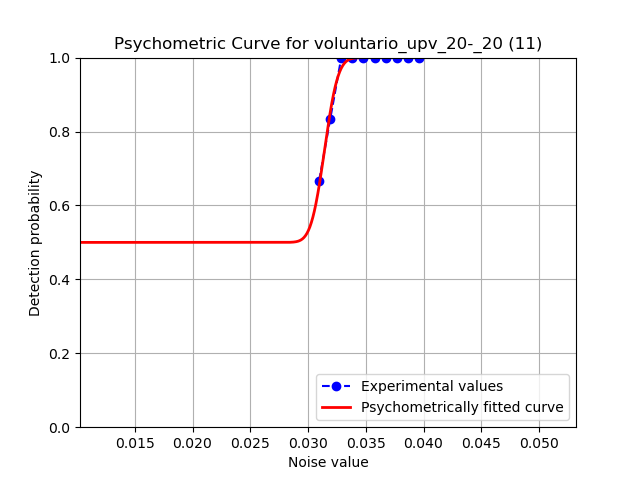 Psychometric Curve for voluntario_upv_20-_20 (11)
1.0
0.8
0.6
0.4
0.2
0.0
Detection probability
Experimental values
Psychometrically fitted curve
0.015 0.020 0.025 0.030 0.035 0.040 0.045 0.050
Noise value